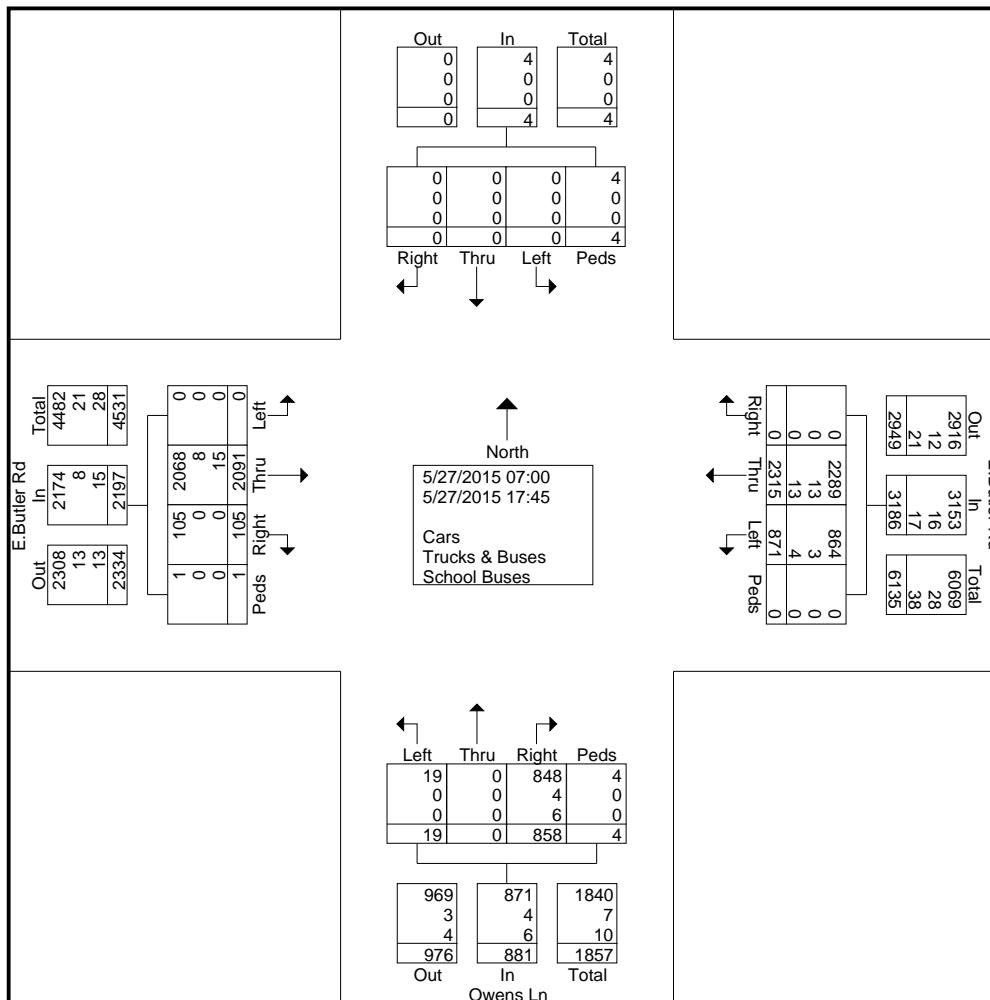 Out In Total
0 4 4
0 0 0
0 0 0
0 4 4
0 0 0 4
0 0 0 0
0 0 0 0
0 0 0 4
Right Thru Left Peds
E.Butler Rd
Total
4482
21
28
4531
In
2174
8
15
2197
Out
2308
13
13
2334
0 0 0 0 Left
2068 8 15 2091 Thru
105 0 0 105 Right
1 0 0 1 Peds
North
5/27/2015 07:00
5/27/2015 17:45
Cars
Trucks & Buses
School Buses
Right 0 0 0 0
Thru 2315 13 13 2289
Left 871 4 3 864
Peds 0 0 0 0
Out
2916
12
21
2949
In
3153
16
17
3186
Total
6069
28
38
6135
Left Thru Right Peds
19 0 848 4
0 0 4 0
0 0 6 0
19 0 858 4
969 871 1840
3 4 7
4 6 10
976 881 1857
Out In Total
Owens Ln